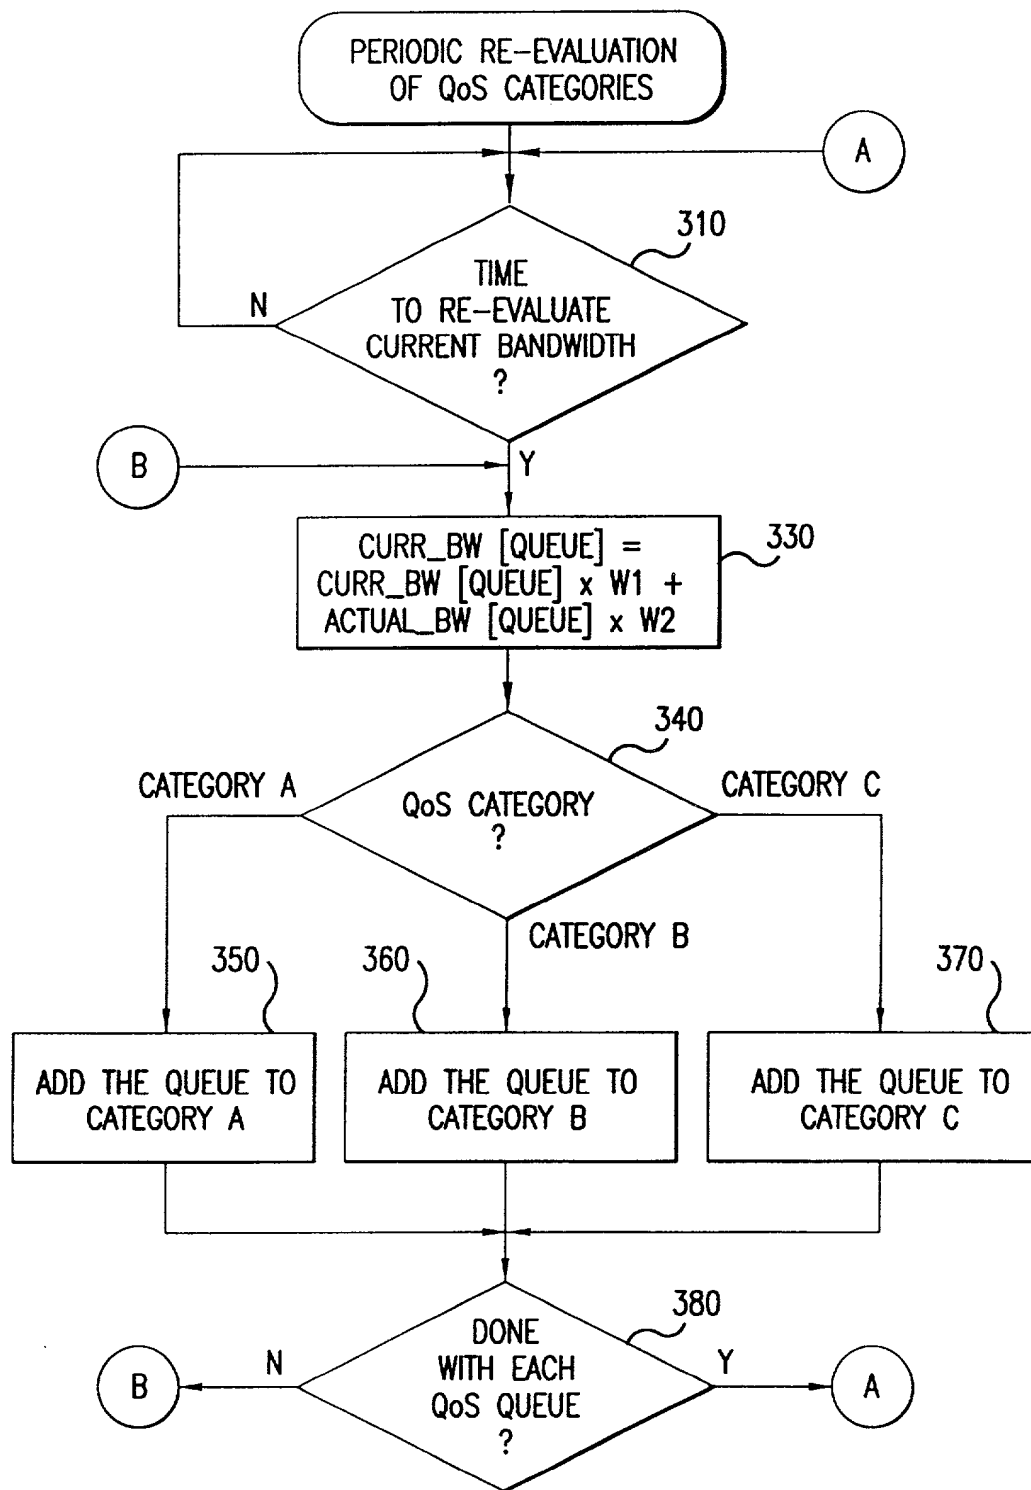 PERIODIC RE-EVALUATION
OF QoS CATEGORIES
A
310
TIME
TO RE-EVALUATE
CURRENT BANDWIDTH
?
N
B
Y
330
CURR_BW [QUEUE] =
CURR_BW [QUEUE] x W1 +
ACTUAL_BW [QUEUE] x W2
340
CATEGORY A
QoS CATEGORY
?
CATEGORY C
CATEGORY B
350
360
370
ADD THE QUEUE TO
CATEGORY A
ADD THE QUEUE TO
CATEGORY B
ADD THE QUEUE TO
CATEGORY C
380
DONE
WITH EACH
QoS QUEUE
?
B
N
Y
A